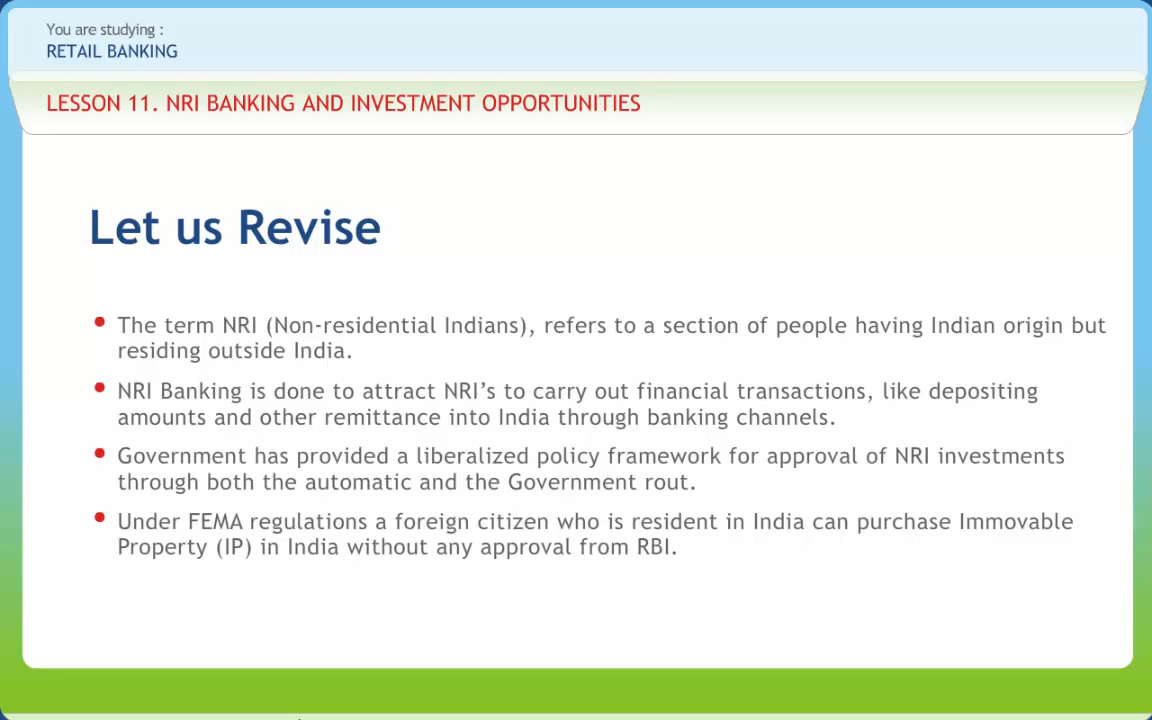 You are studying :
RETAIL BANKING
LESSON 11. NRI BANKING AND INVESTMENT OPPORTUNITIES
Let us Revise
• The term NRI (Non-residential Indians), refers to a section of people having Indian origin but
residing outside India.
• NRI Banking is done to attract NRI’s to carry out financial transactions, like depositing
amounts and other remittance into India through banking channels.
• Government has provided a liberalized policy framework for approval of NRI investments
through both the automatic and the Government rout.
• Under FEMA regulations a foreign citizen who is resident in India can purchase Immovable
Property (IP) in India without any approval from RBI.